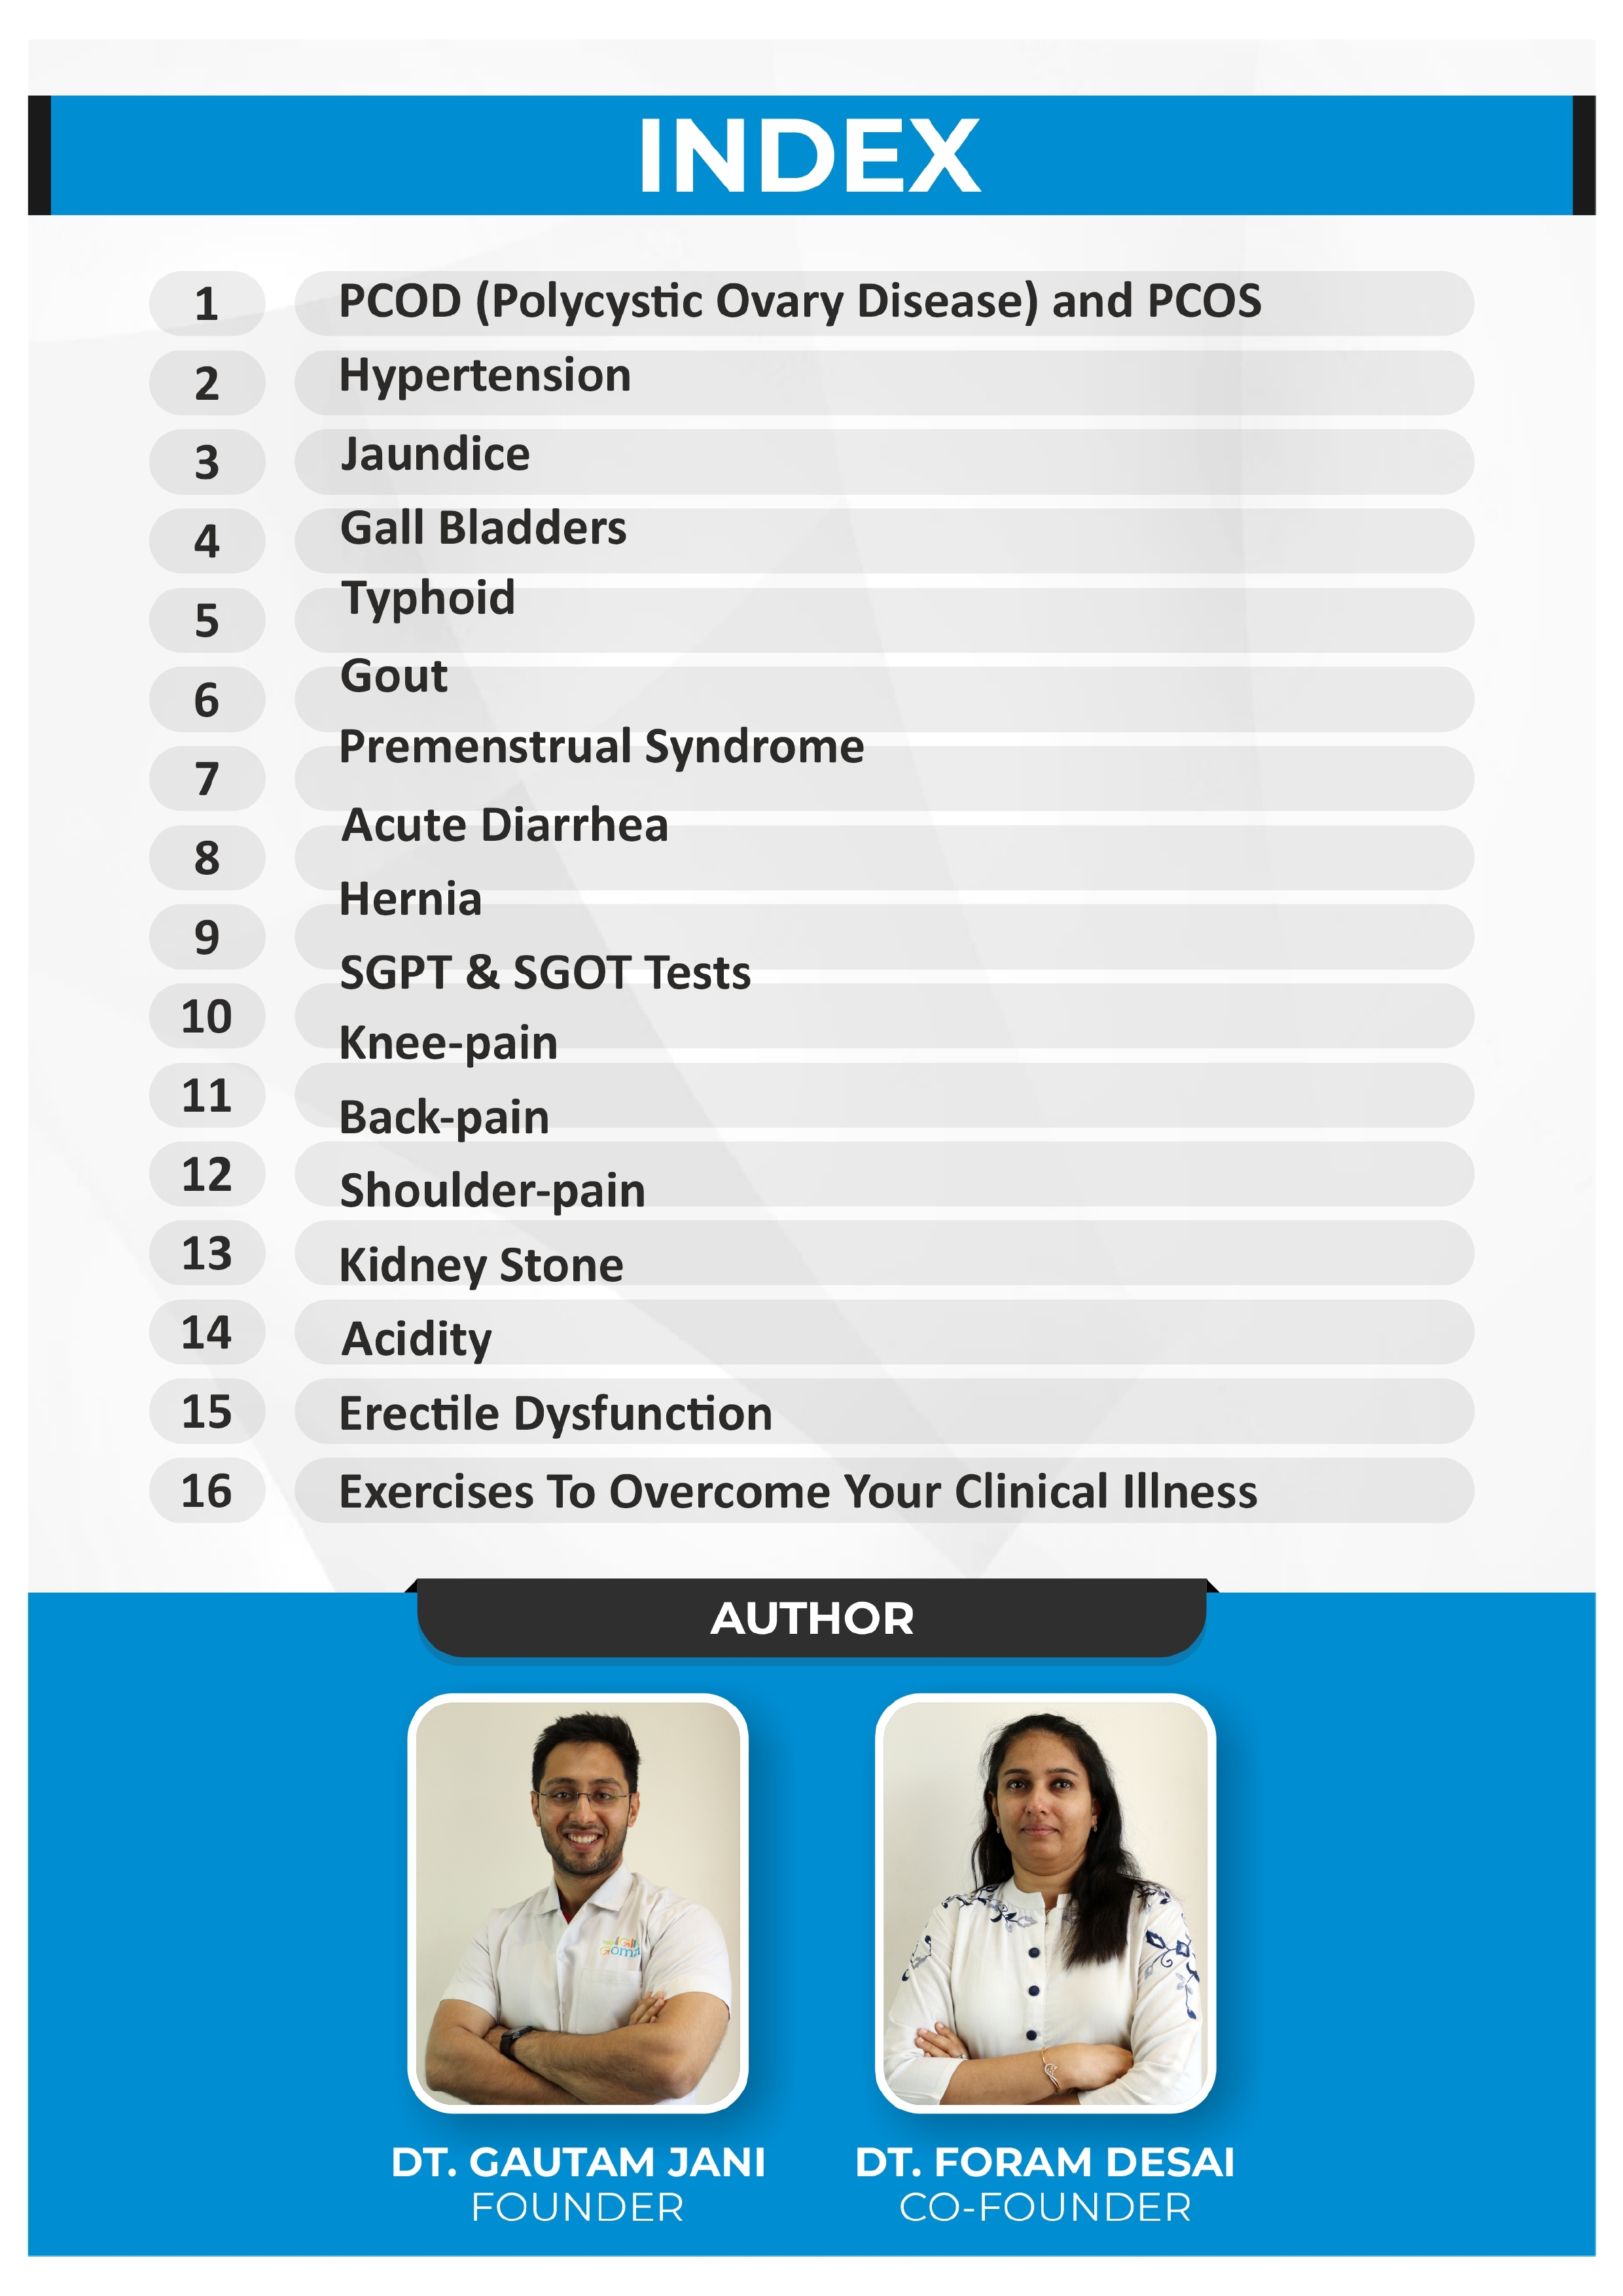 INDEX
1 PCOD (Polycystic Ovary Disease) and PCOS
2 Hypertension
3 Jaundice
4 Gall Bladders
5 Typhoid
6 Gout
7 Premenstrual Syndrome
8 Acute Diarrhea
9 Hernia
10 SGPT & SGOT Tests
11 Knee-pain
12 Back-pain
13 Shoulder-pain
14 Kidney Stone
15 Acidity
16 Erectile Dysfunction
Exercises To Overcome Your Clinical Illness
AUTHOR
DT. GAUTAM JANI
FOUNDER
DT. FORAM DESAI
CO-FOUNDER